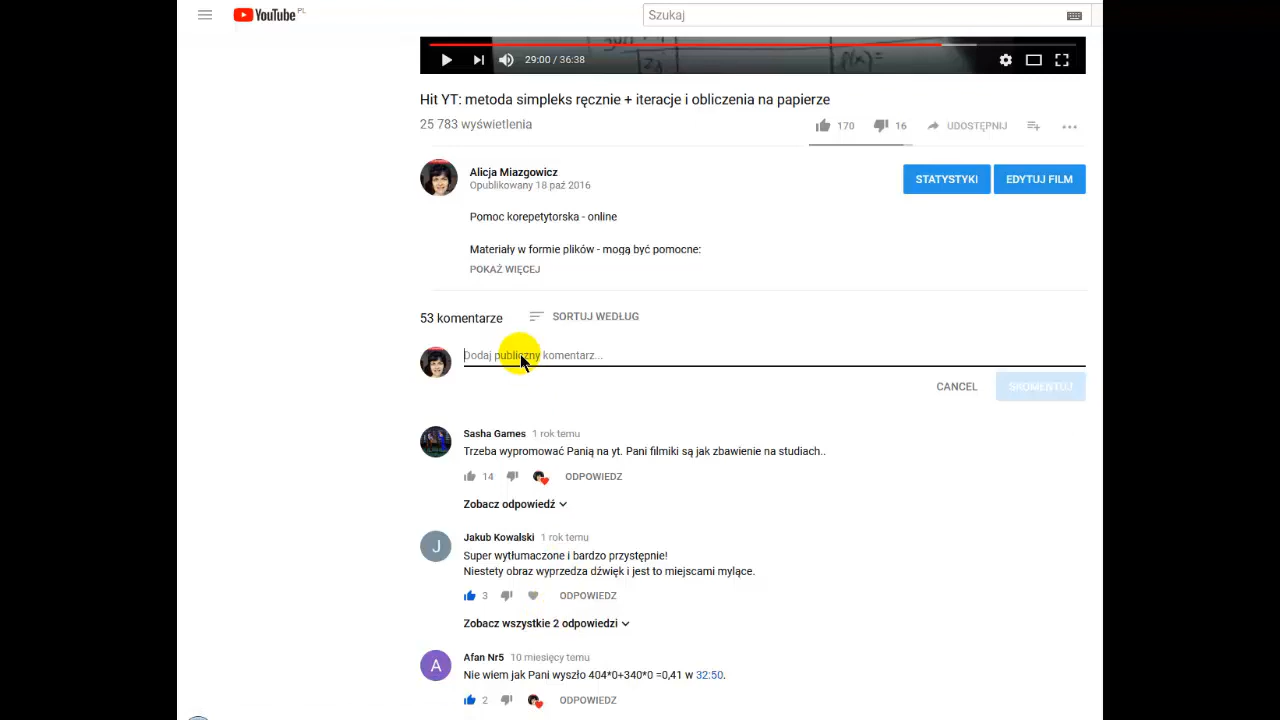 YouTube PL
Szukaj
29:00 / 36:38
Hit YT: metoda simpleks ręcznie + iteracje i obliczenia na papierze
25 783 wyświetlenia
170
16
UDOSTĘPNIJ
Alicja Miazgowicz
Opublikowany 18 paź 2016
STATYSTYKI
EDYTUJ FILM
Pomoc korepetytorska - online
Materiały w formie plików - mogą być pomocne:
POKAŻ WIĘCEJ
53 komentarze
SORTUJ WEDŁUG
Dodaj publiczny komentarz...
CANCEL
SKOMENTUJ
Sasha Games 1 rok temu
Trzeba wypromować Panią na yt. Pani filmiki są jak zbawienie na studiach..
14
ODPOWIEDZ
Zobacz odpowiedź
J
Jakub Kowalski 1 rok temu
Super wytłumaczone i bardzo przystępnie!
Niestety obraz wyprzedza dźwięk i jest to miejscami mylące.
3
ODPOWIEDZ
Zobacz wszystkie 2 odpowiedzi
A
Afan Nr5 10 miesięcy temu
Nie wiem jak Pani wyszło 404*0+340*0 =0,41 w 32:50.
2
ODPOWIEDZ